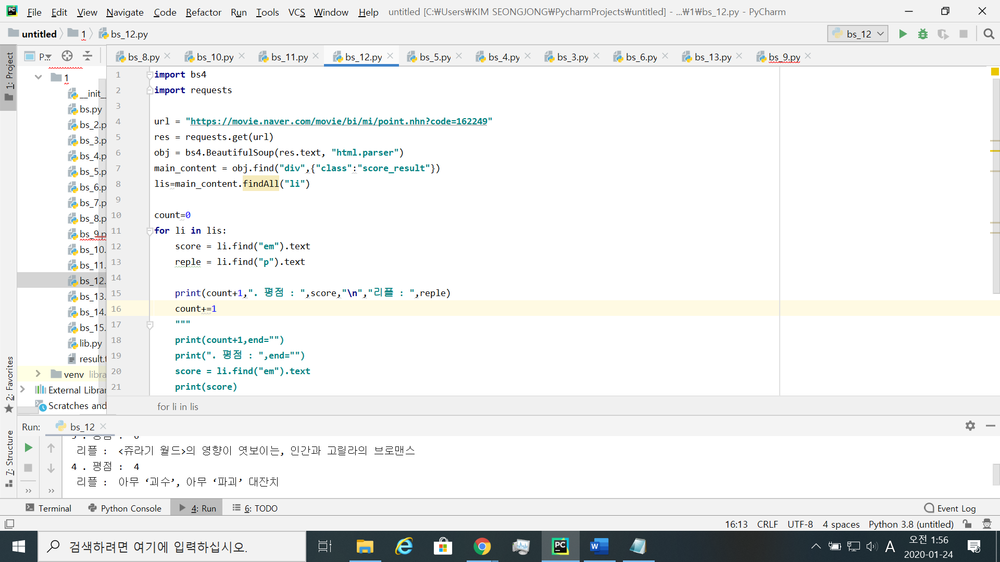 File Edit View Navigate Code Refactor Run Tools VCS Window Help untitled [C:\Users\KIM SEONGJONG\PycharmProjects\untitled] - ...\1\bs_12.py - PyCharm
untitled 1 bs_12.py bs_12
1: Project
P...
bs_8.py bs_10.py bs_11.py bs_12.py bs_5.py bs_4.py bs_3.py bs_6.py bs_13.py bs_9.py
1
__init_
bs.py
bs_2.p
bs_3.p
bs_4.p
bs_5.p
bs_6.p
bs_7.p
bs_8.p
bs_9.p
bs_10.
bs_11.
bs_12.
bs_13.
bs_14.
bs_15.
lib.py
result.t
venv libra
External Librar
Scratches and
1 import bs4
2 import requests
3
4 url = "https://movie.naver.com/movie/bi/mi/point.nhn?code=162249"
5 res = requests.get(url)
6 obj = bs4.BeautifulSoup(res.text, "html.parser")
7 main_content = obj.find("div",{"class":"score_result"})
8 lis=main_content.findAll("li")
9
10 count=0
11 for li in lis:
12 score = li.find("em").text
13 reple = li.find("p").text
14
15 print(count+1,". 평점 : ",score,"\n","리플 : ",reple)
16 count+=1
17 """
18 print(count+1,end="")
19 print(". 평점 : ",end="")
20 score = li.find("em").text
21 print(score)
for li in lis
2: Favorites
7: Structure
Run: bs_12
리플 : <쥬라기 월드>의 영향이 엿보이는, 인간과 고릴라의 브로맨스
4 . 평점 : 4
리플 : 아무 ‘괴수’, 아무 ‘파괴’ 대잔치
Terminal Python Console 4: Run 6: TODO Event Log
16:13 CRLF UTF-8 4 spaces Python 3.8 (untitled)
검색하려면 여기에 입력하십시오.
A
오전 1:56
2020-01-24